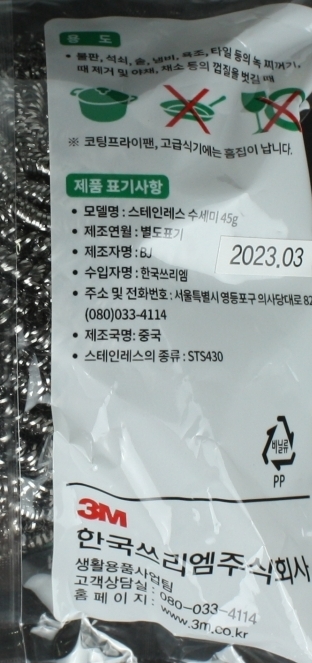 용 도
• 불판, 석쇠, 솥, 냄비, 욕조, 타일 등의 녹 찌꺼기,
때 제거 및 야채, 채소 등의 껍질을 벗길 때
※ 코팅프라이팬, 고급식기에는 흠집이 납니다.
제품 표기사항
• 모델명 : 스테인레스 수세미 45g
• 제조연월 : 별도표기
2023.03
• 제조자명 : BJ
• 수입자명 : 한국쓰리엠
• 주소 및 전화번호 : 서울특별시 영등포구 의사당대로 82
(080)033-4114
• 제조국명 : 중국
• 스테인레스의 종류 : STS430
비닐류
PP
3M
한국쓰리엠주식회사
생활용품사업팀
고객상담실 : 080-033-4114
홈 페 이 지 : www.3m.co.kr